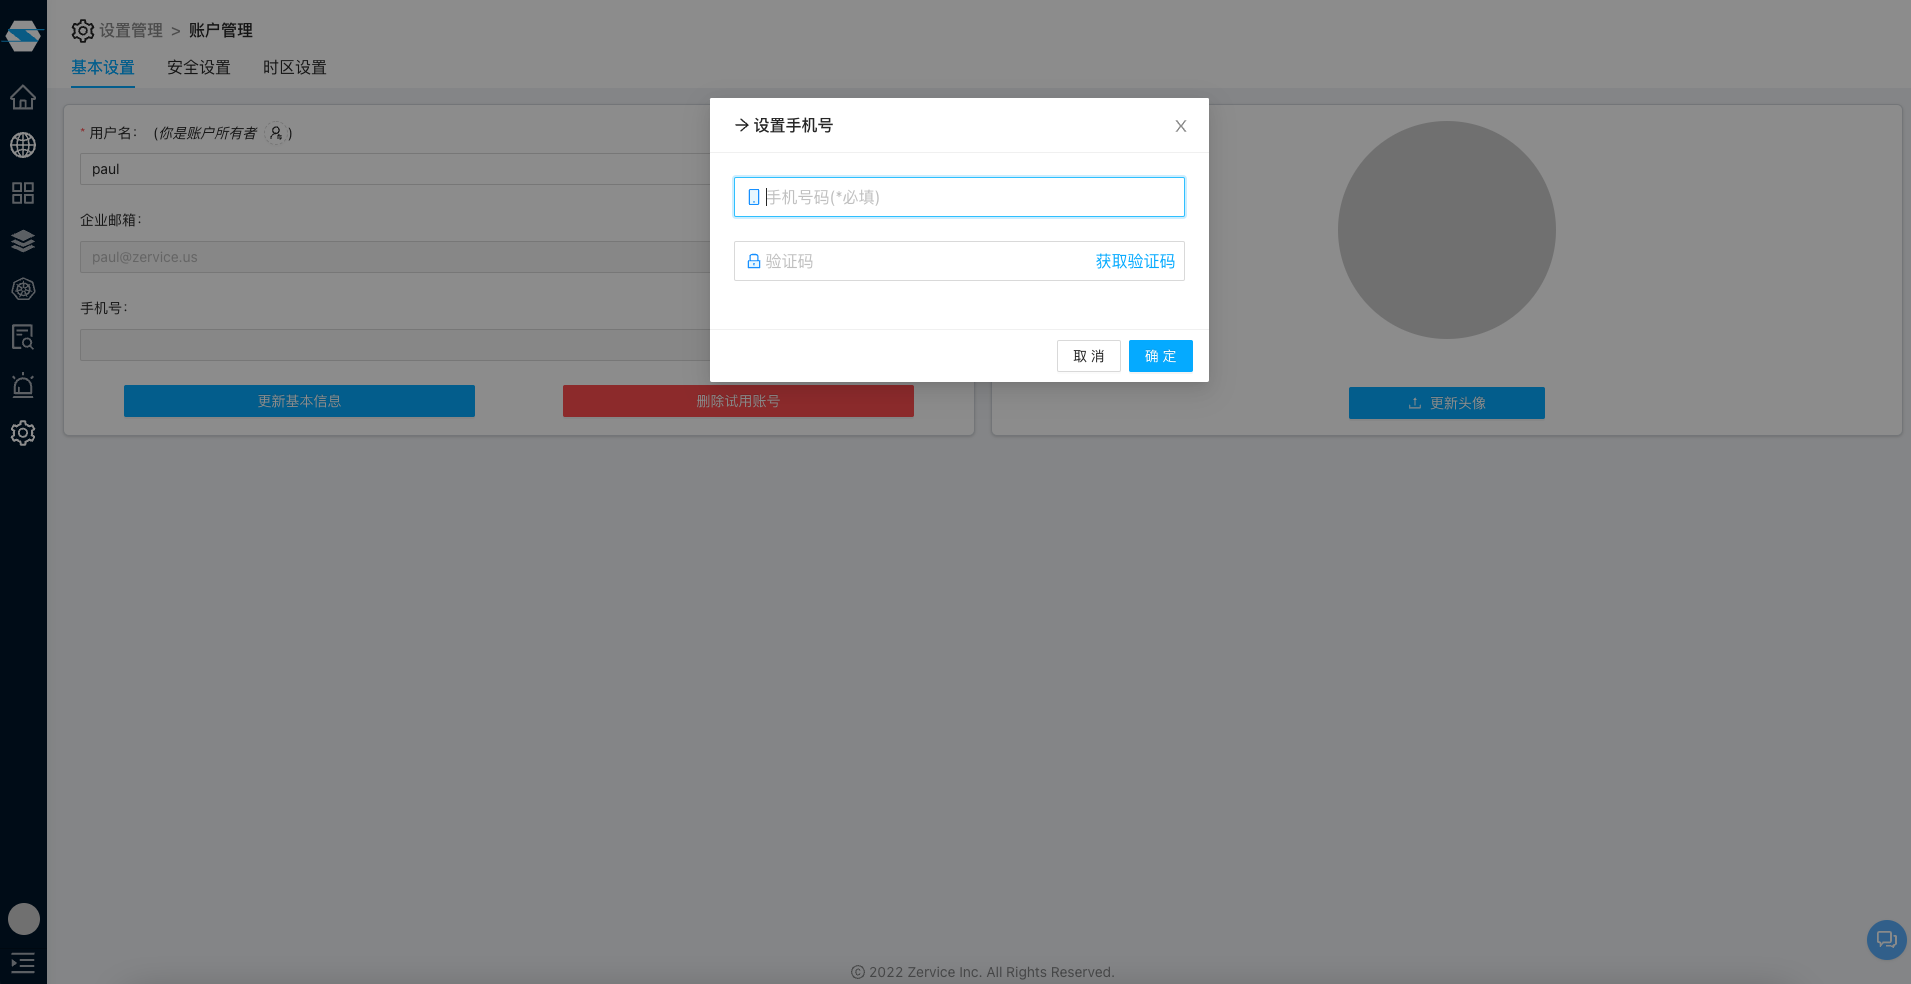 设置管理 > 账户管理
基本设置 安全设置 时区设置
* 用户名： (你是账户所有者 )
paul
企业邮箱：
paul@zervice.us
手机号：
更新基本信息 删除试用账号
设置手机号
手机号码(*必填)
验证码 获取验证码
取 消 确 定
更新头像
© 2022 Zervice Inc. All Rights Reserved.